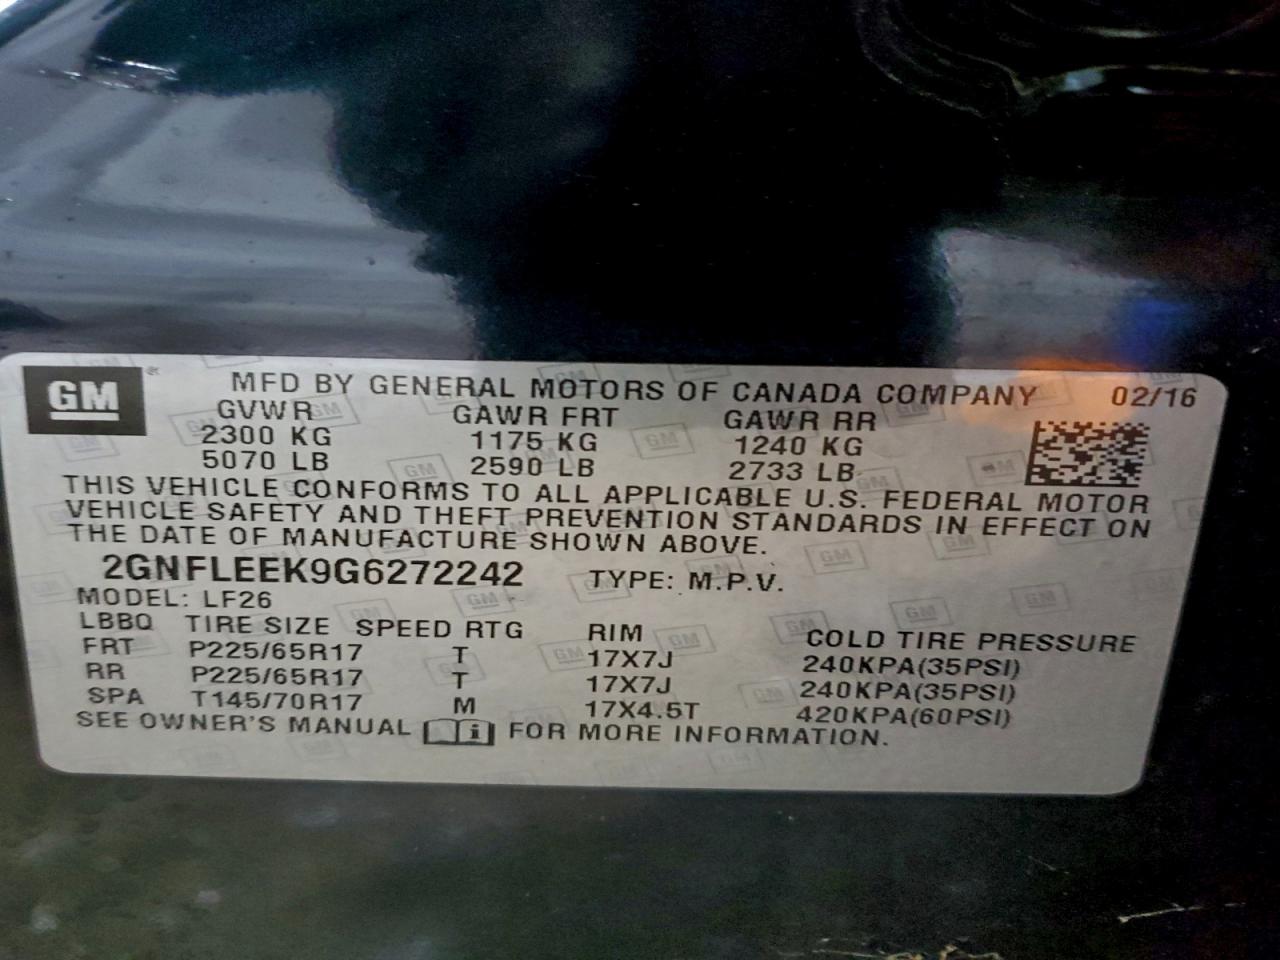 GM MFD BY GENERAL MOTORS OF CANADA COMPANY 02/16
GVWR GAWR FRT GAWR RR
2300 KG 1175 KG 1240 KG
5070 LB 2590 LB 2733 LB
THIS VEHICLE CONFORMS TO ALL APPLICABLE U.S. FEDERAL MOTOR
VEHICLE SAFETY AND THEFT PREVENTION STANDARDS IN EFFECT ON
THE DATE OF MANUFACTURE SHOWN ABOVE.
2GNFLEEK9G6272242 TYPE: M.P.V.
MODEL: LF26
LBBQ TIRE SIZE SPEED RTG RIM COLD TIRE PRESSURE
FRT P225/65R17 T 17X7J 240KPA(35PSI)
RR P225/65R17 T 17X7J 240KPA(35PSI)
SPA T145/70R17 M 17X4.5T 420KPA(60PSI)
SEE OWNER'S MANUAL i FOR MORE INFORMATION.